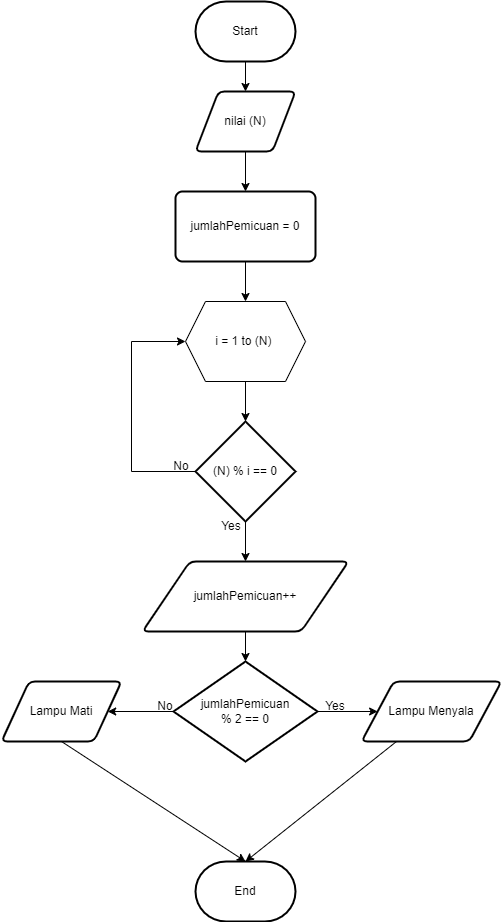 Start
nilai (N)
jumlahPemicuan = 0
i = 1 to (N)
(N) % i == 0
No
Yes
jumlahPemicuan++
jumlahPemicuan
% 2 == 0
No
Yes
Lampu Mati
Lampu Menyala
End